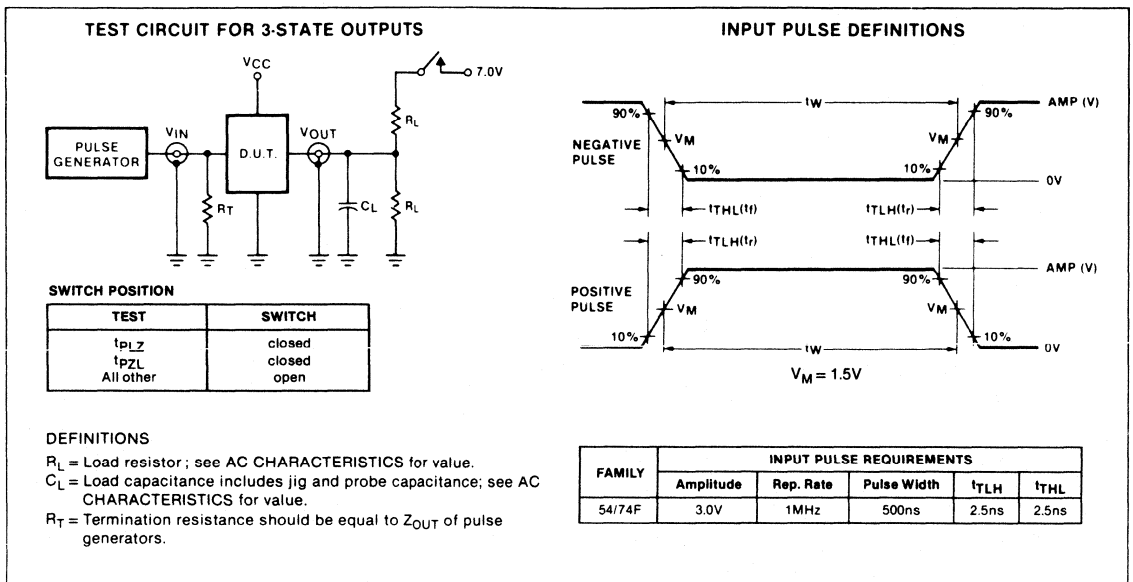 TEST CIRCUIT FOR 3-STATE OUTPUTS
VCC
7.0V
RL
VIN
VOUT
PULSE
GENERATOR
D.U.T.
RT
CL
RL
SWITCH POSITION
TEST SWITCH
tPLZ closed
tPZL closed
All other open
DEFINITIONS
RL = Load resistor; see AC CHARACTERISTICS for value.
CL = Load capacitance includes jig and probe capacitance; see AC
CHARACTERISTICS for value.
RT = Termination resistance should be equal to ZOUT of pulse
generators.
INPUT PULSE DEFINITIONS
tW
AMP (V)
90% 90%
NEGATIVE
PULSE
VM VM
10% 10%
0V
tTHL(tf) tTLH(tr)
tTLH(tr) tTHL(tf)
AMP (V)
90% 90%
POSITIVE
PULSE
VM VM
10% 10%
tW
0V
VM = 1.5V
FAMILY INPUT PULSE REQUIREMENTS
Amplitude Rep. Rate Pulse Width tTLH tTHL
54/74F 3.0V 1MHz 500ns 2.5ns 2.5ns